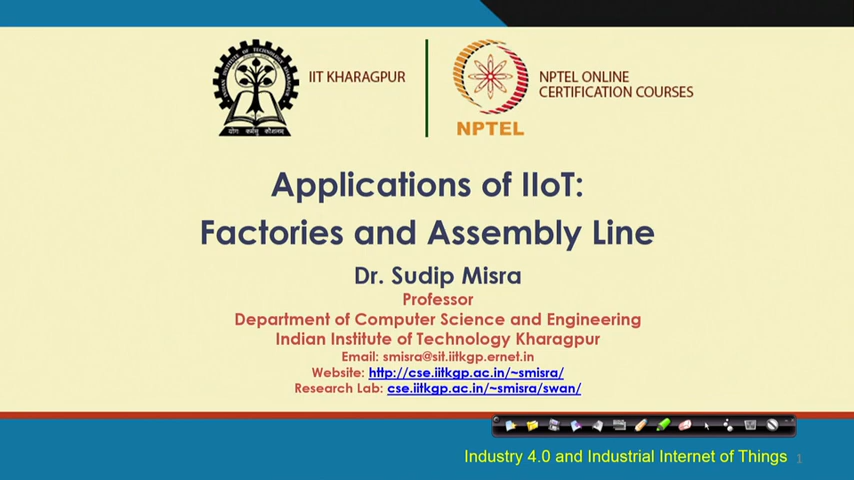 IIT KHARAGPUR
NPTEL ONLINE
CERTIFICATION COURSES
NPTEL
Applications of IIoT:
Factories and Assembly Line
Dr. Sudip Misra
Professor
Department of Computer Science and Engineering
Indian Institute of Technology Kharagpur
Email: smisra@sit.iitkgp.ernet.in
Website: http://cse.iitkgp.ac.in/~smisra/
Research Lab: cse.iitkgp.ac.in/~smisra/swan/
Industry 4.0 and Industrial Internet of Things 1